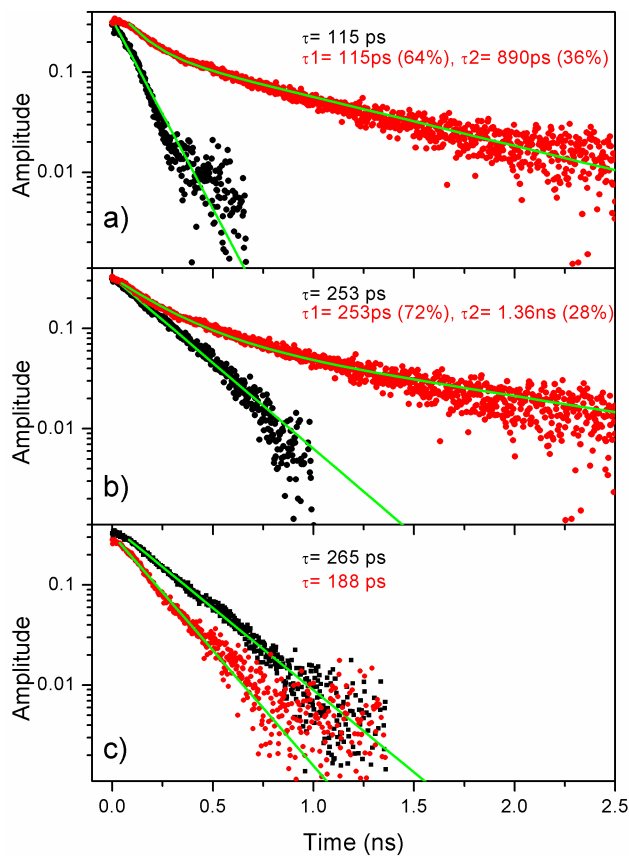 τ= 115 ps
τ1= 115ps (64%), τ2= 890ps (36%)
0.1
0.01
Amplitude
a)
τ= 253 ps
τ1= 253ps (72%), τ2= 1.36ns (28%)
0.1
0.01
Amplitude
b)
τ= 265 ps
τ= 188 ps
0.1
0.01
Amplitude
c)
0.0 0.5 1.0 1.5 2.0 2.5
Time (ns)